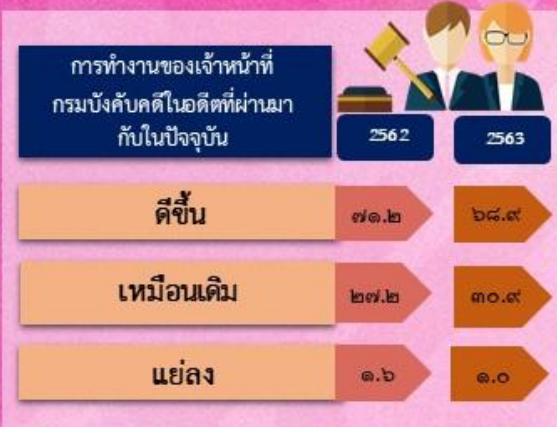 การทำงานของเจ้าหน้าที่
กรมบังคับคดีในอดีตที่ผ่านมา
กับในปัจจุบัน
2562 2563
ดีขึ้น ๗๑.๒ ๖๘.๙
เหมือนเดิม ๒๗.๒ ๓๐.๙
แย่ลง ๑.๖ ๑.๐